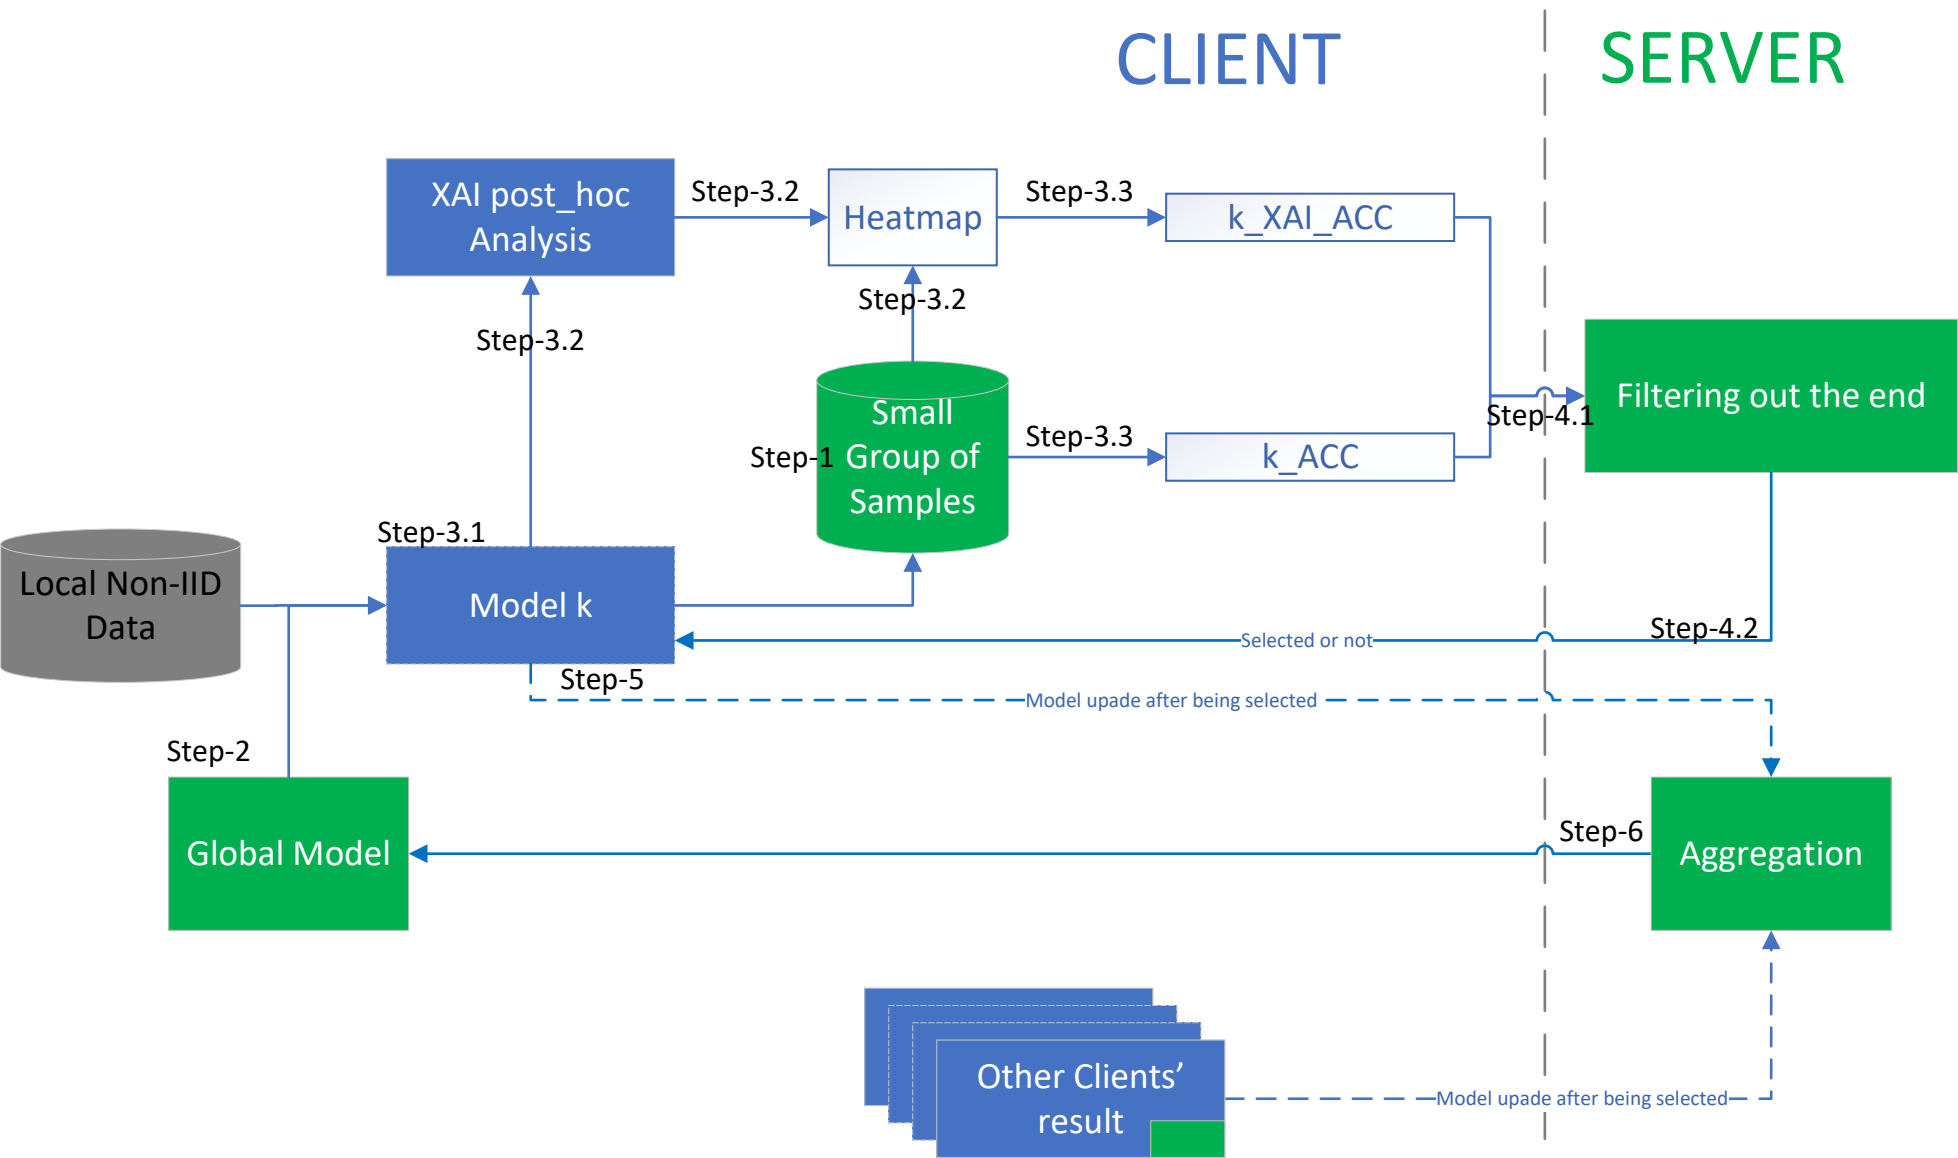 CLIENT
SERVER
XAI post_hoc
Analysis
Step-3.2
Heatmap
Step-3.3
k_XAI_ACC
Step-3.2
Step-3.2
Small
Group of
Samples
Step-1
Step-3.3
k_ACC
Step-4.1
Filtering out the end
Step-3.1
Local Non-IID
Data
Model k
Selected or not
Step-4.2
Step-5
Model upade after being selected
Step-2
Global Model
Step-6
Aggregation
Other Clients’
result
Model upade after being selected